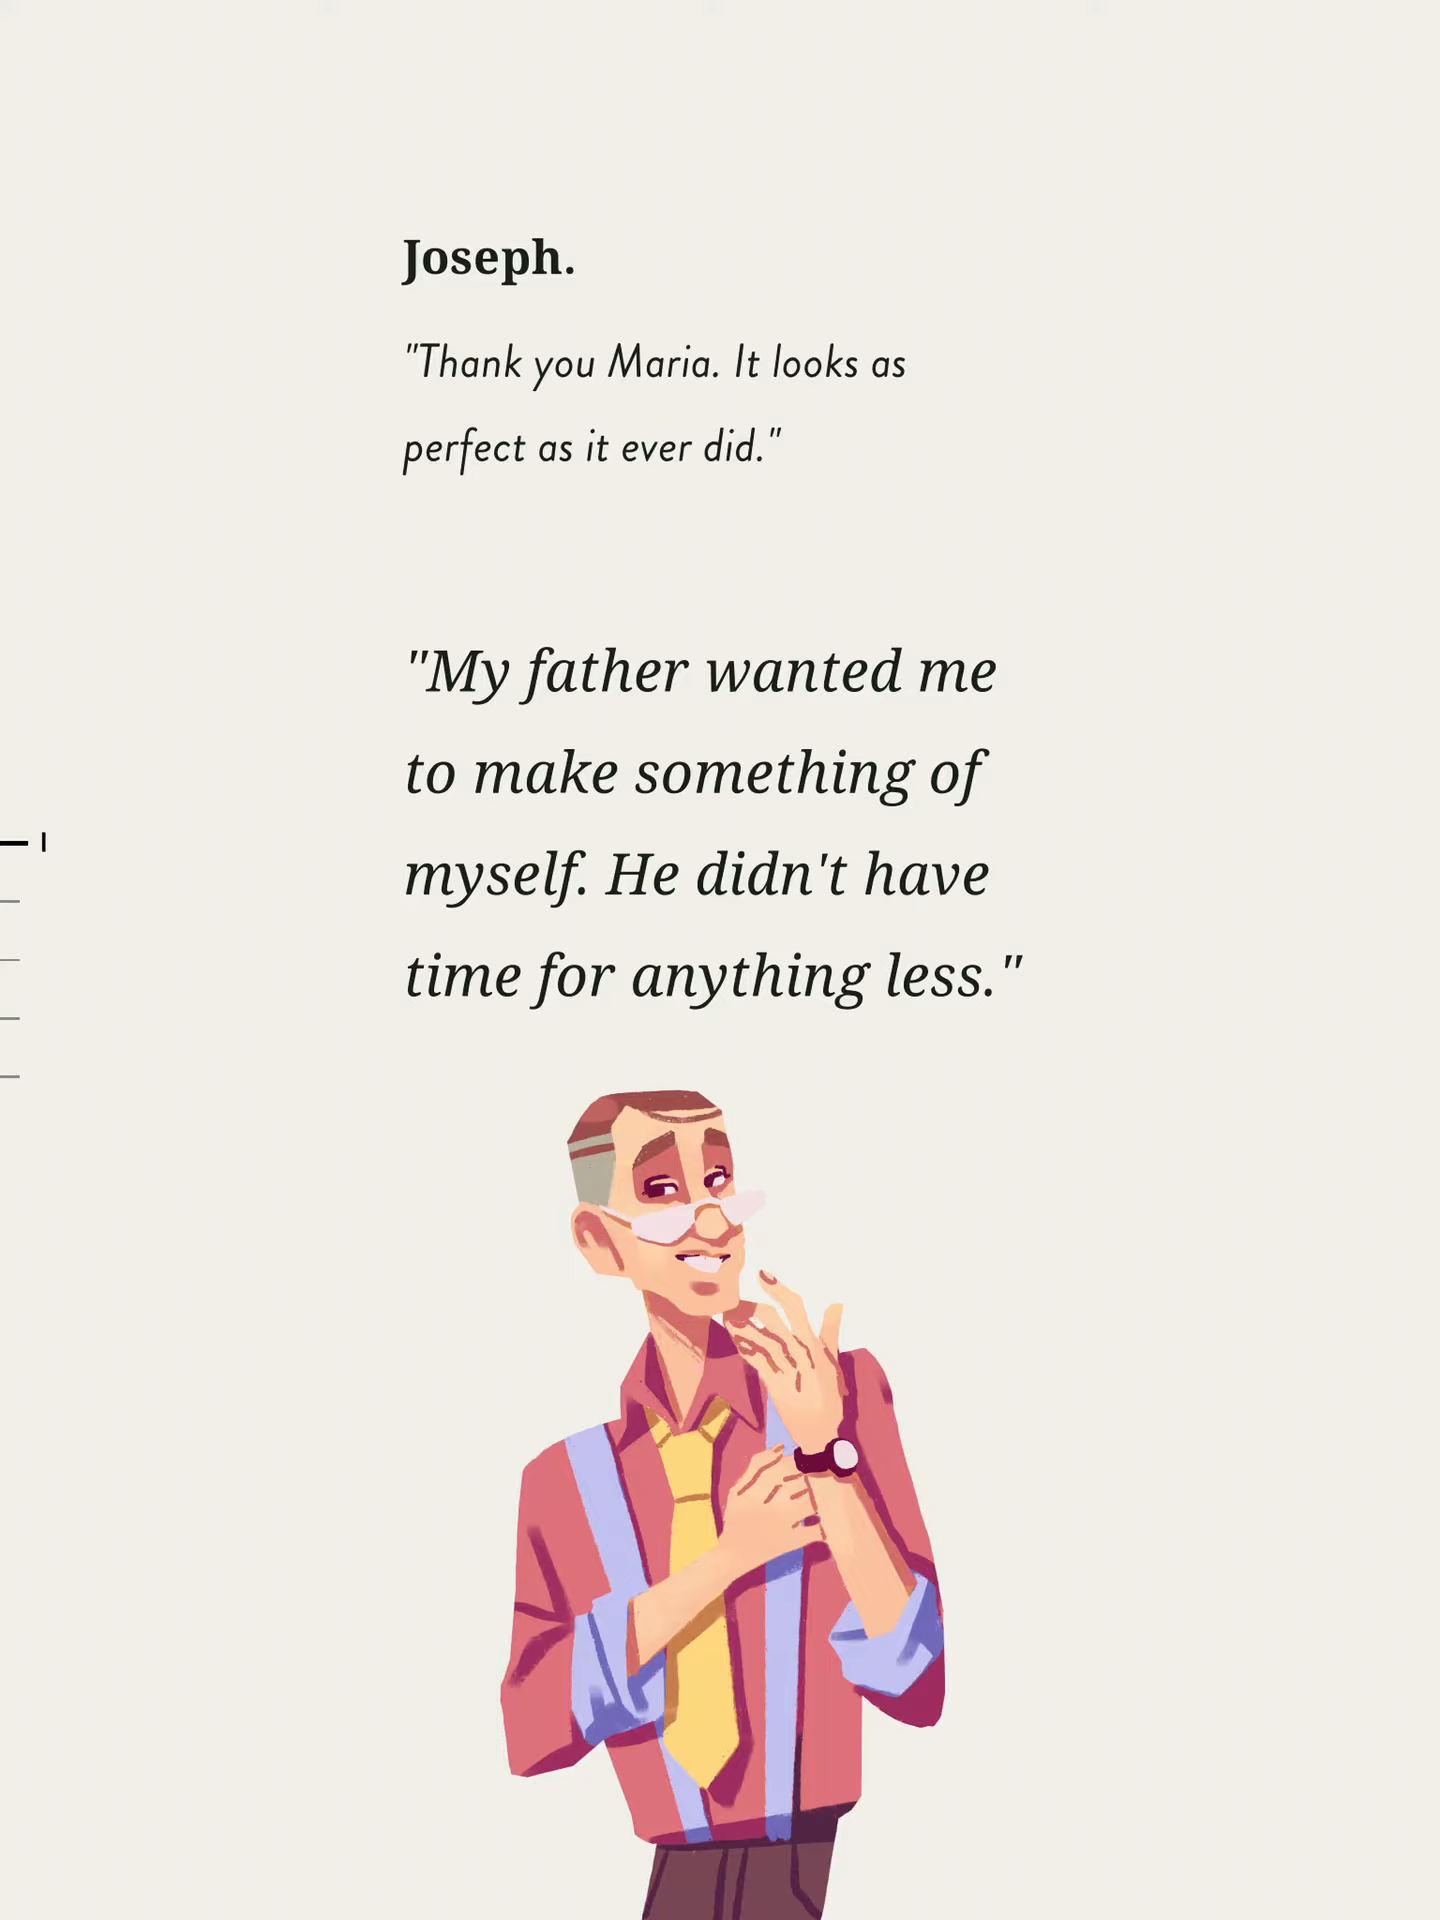 Joseph.
"Thank you Maria. It looks as
perfect as it ever did."
"My father wanted me
to make something of
myself. He didn't have
time for anything less."